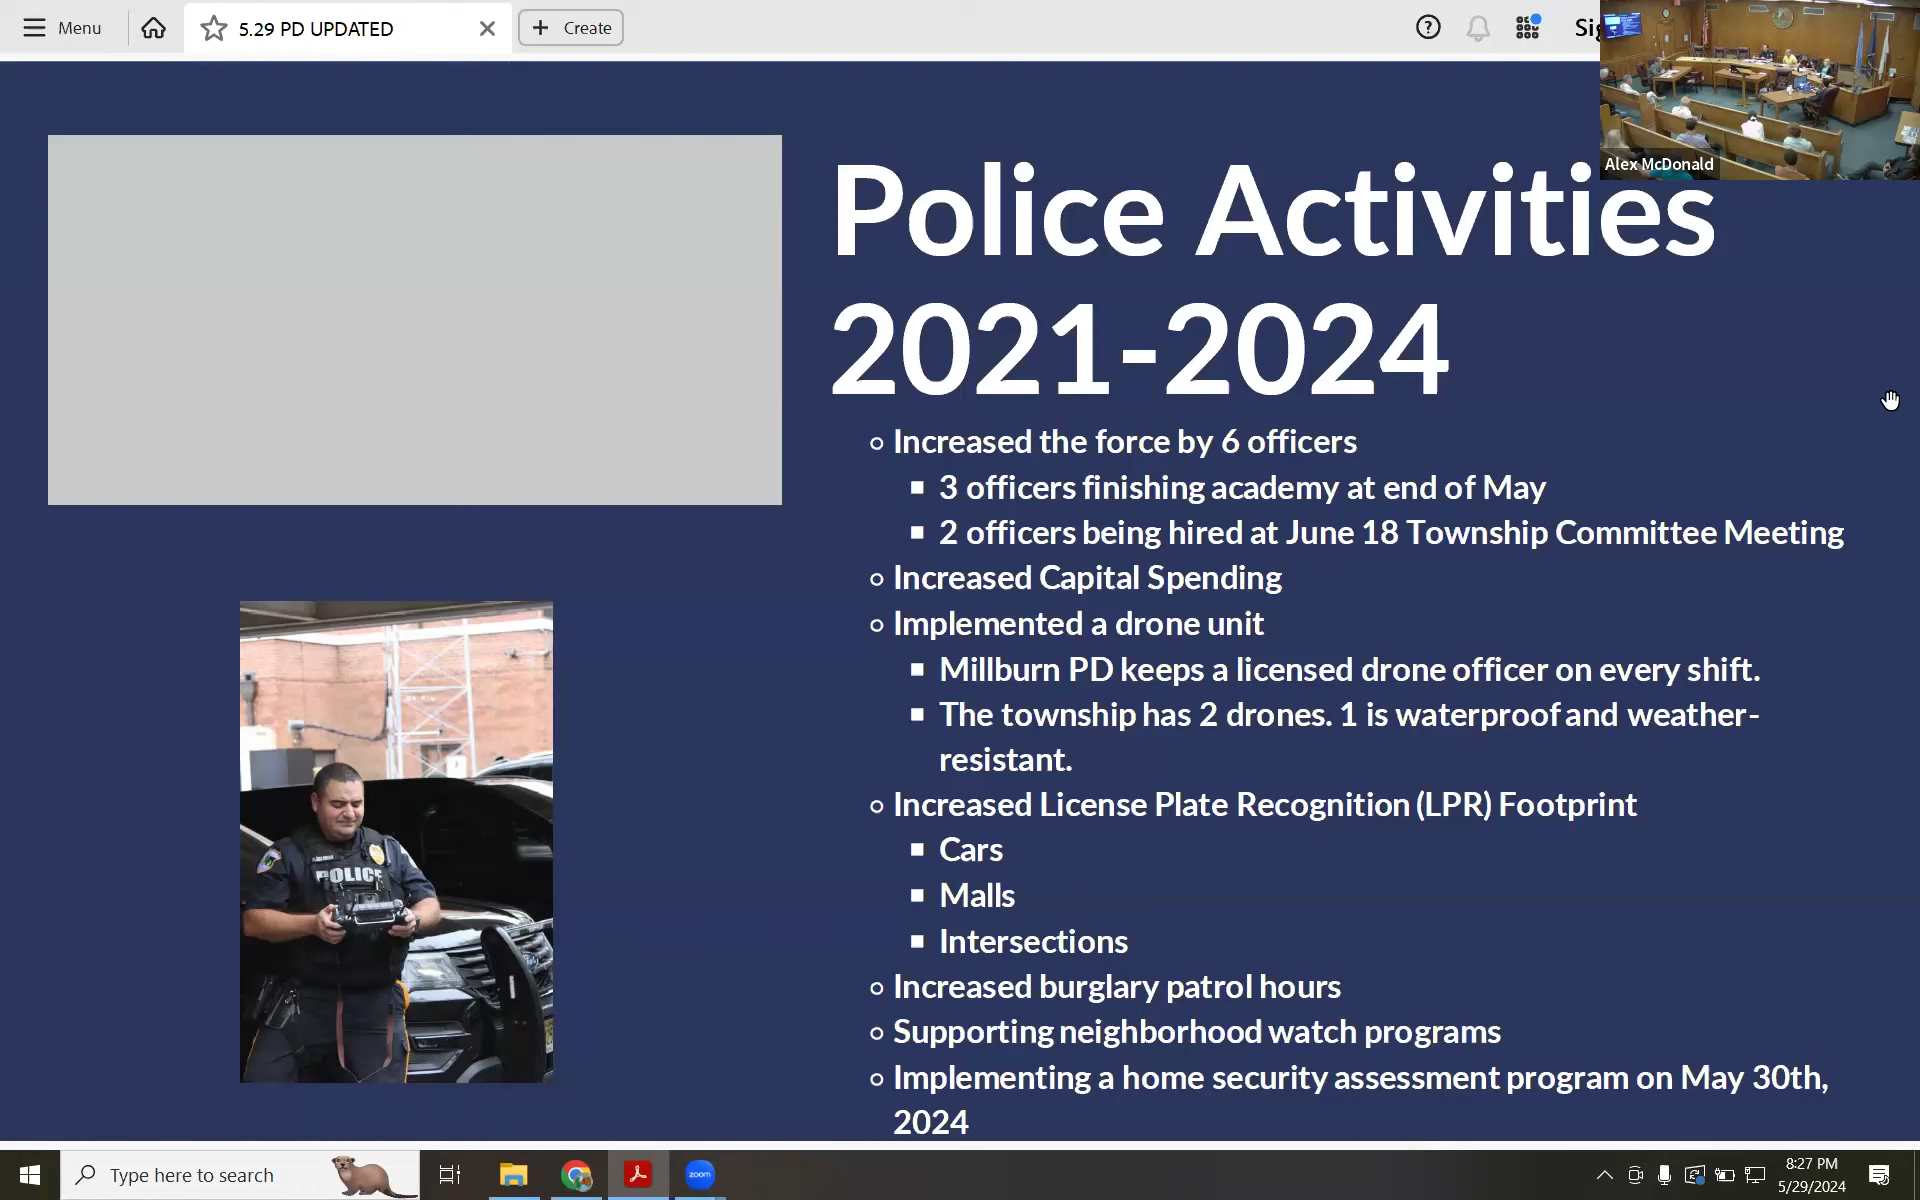 Menu
5.29 PD UPDATED
Create
Alex McDonald
Police Activities
2021-2024
Increased the force by 6 officers
3 officers finishing academy at end of May
2 officers being hired at June 18 Township Committee Meeting
Increased Capital Spending
Implemented a drone unit
Millburn PD keeps a licensed drone officer on every shift.
The township has 2 drones. 1 is waterproof and weather-
resistant.
Increased License Plate Recognition (LPR) Footprint
Cars
Malls
Intersections
Increased burglary patrol hours
Supporting neighborhood watch programs
Implementing a home security assessment program on May 30th,
2024
POLICE
Type here to search
zoom
8:27 PM
5/29/2024